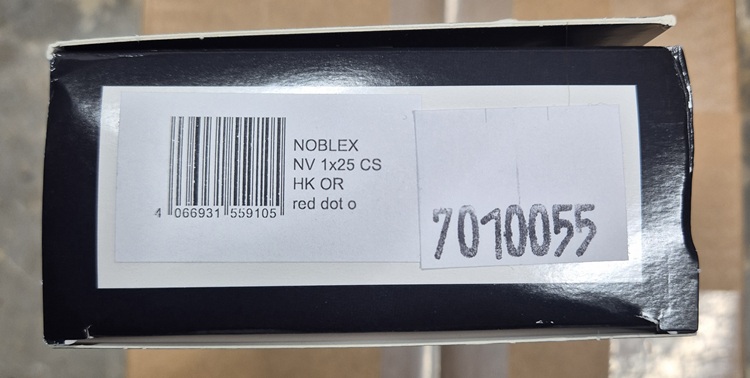 NOBLEX
NV 1x25 CS
HK OR
red dot o
4 066931 559105
7010055